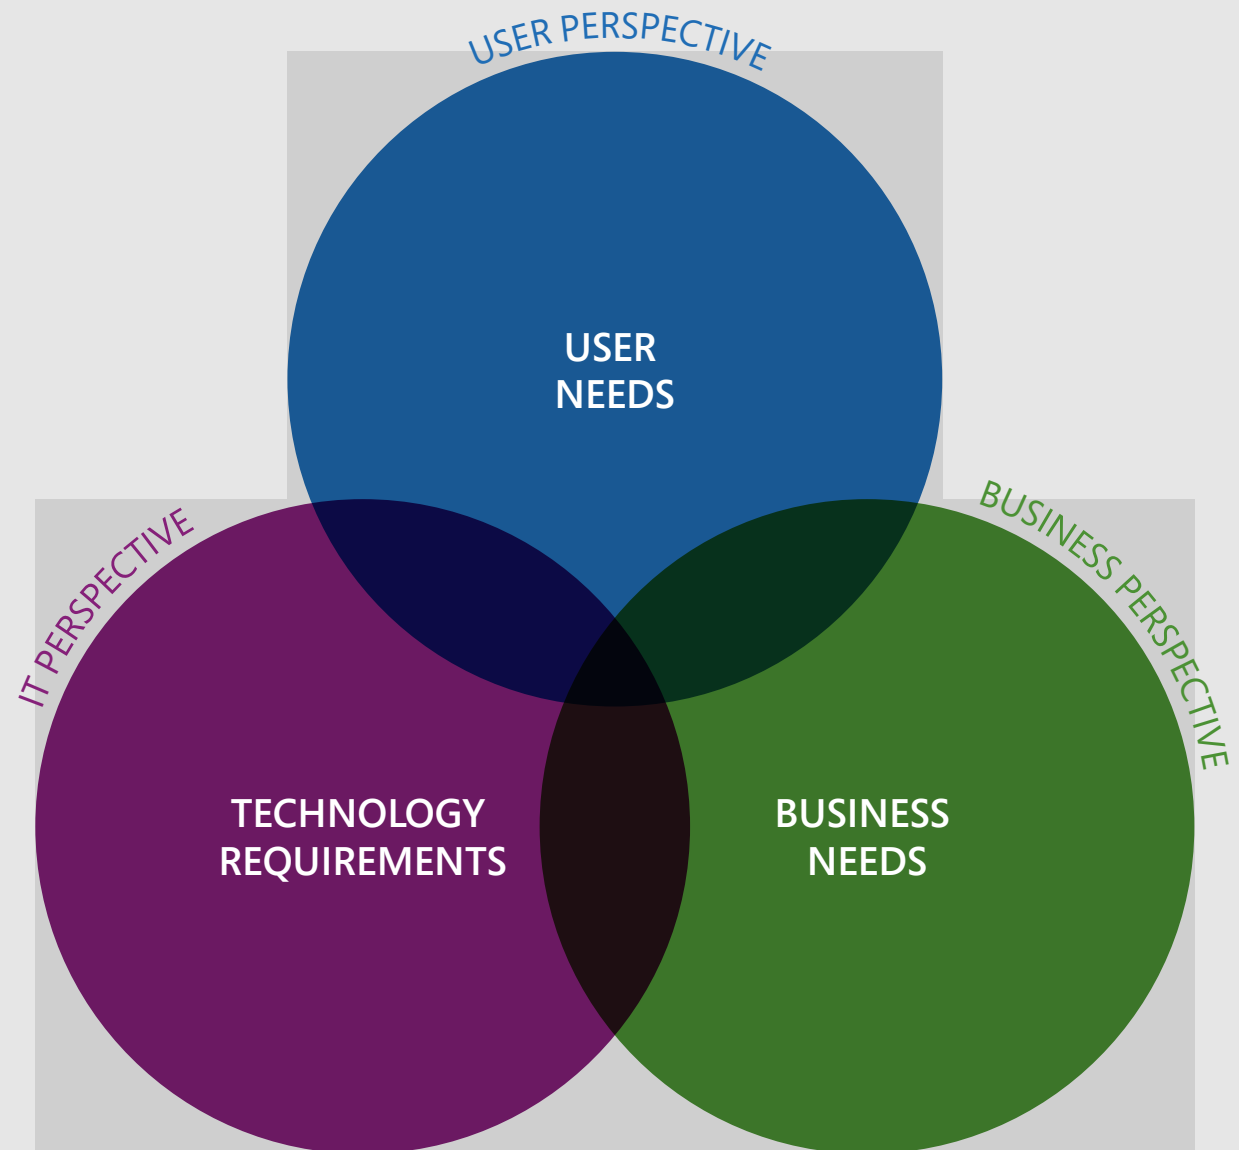 USER PERSPECTIVE
USER
NEEDS
IT PERSPECTIVE
BUSINESS PERSPECTIVE
TECHNOLOGY
REQUIREMENTS
BUSINESS
NEEDS